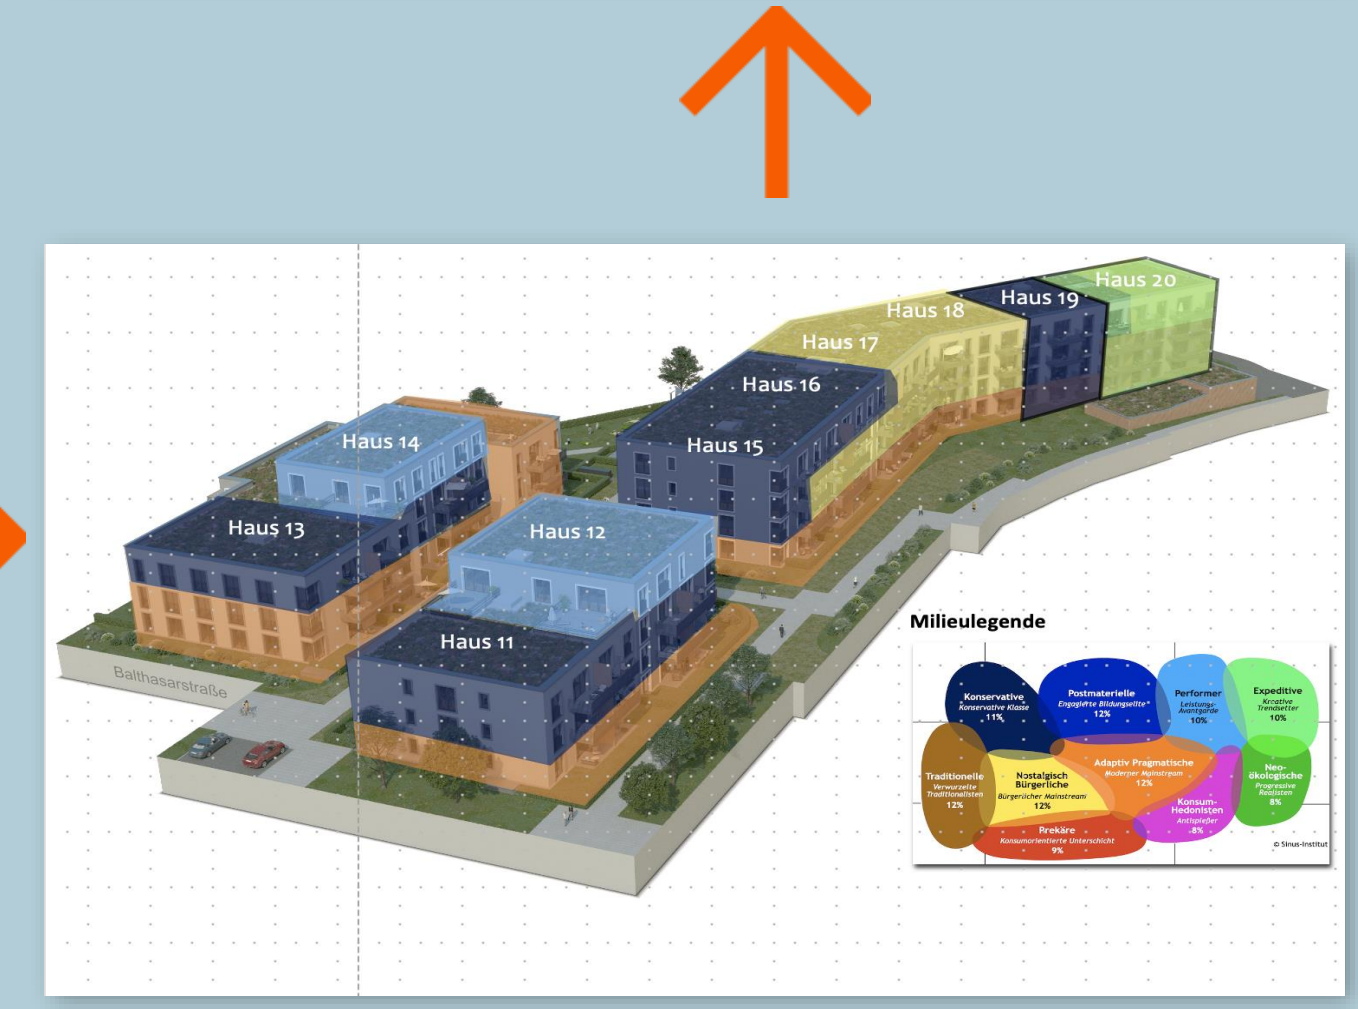 Haus 20
Haus 19
Haus 18
Haus 17
Haus 16
Haus 15
Haus 14
Haus 13
Haus 12
Haus 11
Balthasarstraße
Milieulegende
Konservative
Konservative Klasse
11%
Postmaterielle
Engagierte Bildungselite
12%
Performer
Leistungs-
Avantgarde
10%
Expeditive
Kreative
Trendsetter
10%
Traditionelle
Verwurzelte
Traditionalisten
12%
Nostalgisch
Bürgerliche
Bürgerlicher Mainstream
12%
Adaptiv Pragmatische
Moderner Mainstream
12%
Konsum-
Hedonisten
Antispießer
8%
Neo-
ökologische
Progressive
Realisten
8%
Prekäre
Konsumorientierte Unterschicht
9%
© Sinus-Institut